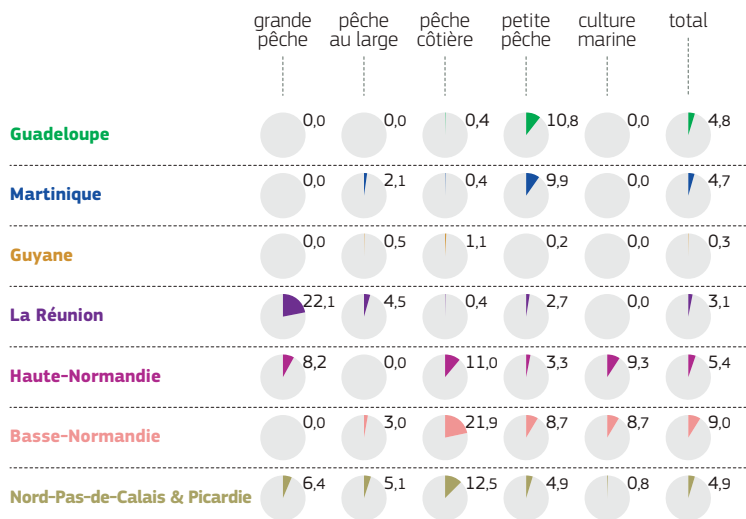 grande pêche
pêche au large
pêche côtière
petite pêche
culture marine
total
Guadeloupe 0,0 0,0 0,4 10,8 0,0 4,8
Martinique 0,0 2,1 0,4 9,9 0,0 4,7
Guyane 0,0 0,5 1,1 0,2 0,0 0,3
La Réunion 22,1 4,5 0,4 2,7 0,0 3,1
Haute-Normandie 8,2 0,0 11,0 3,3 9,3 5,4
Basse-Normandie 0,0 3,0 21,9 8,7 8,7 9,0
Nord-Pas-de-Calais & Picardie 6,4 5,1 12,5 4,9 0,8 4,9